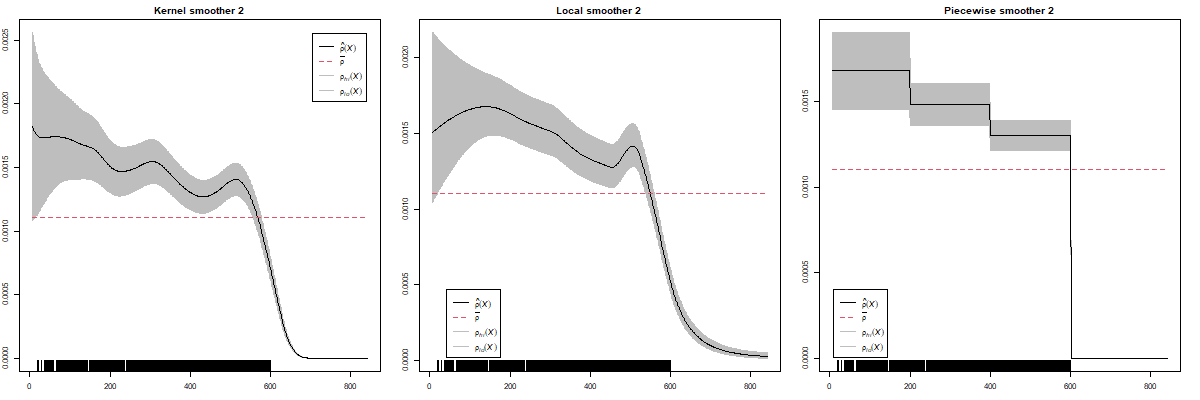 Kernel smoother 2
0.0025
0.0020
0.0015
0.0010
0.0005
0.0000
ρ̂(X)
ρ̄
ρhi(X)
ρlo(X)
0 200 400 600 800
Local smoother 2
0.0020
0.0015
0.0010
0.0005
0.0000
ρ̂(X)
ρ̄
ρhi(X)
ρlo(X)
0 200 400 600 800
Piecewise smoother 2
0.0015
0.0010
0.0005
0.0000
ρ̂(X)
ρ̄
ρhi(X)
ρlo(X)
0 200 400 600 800